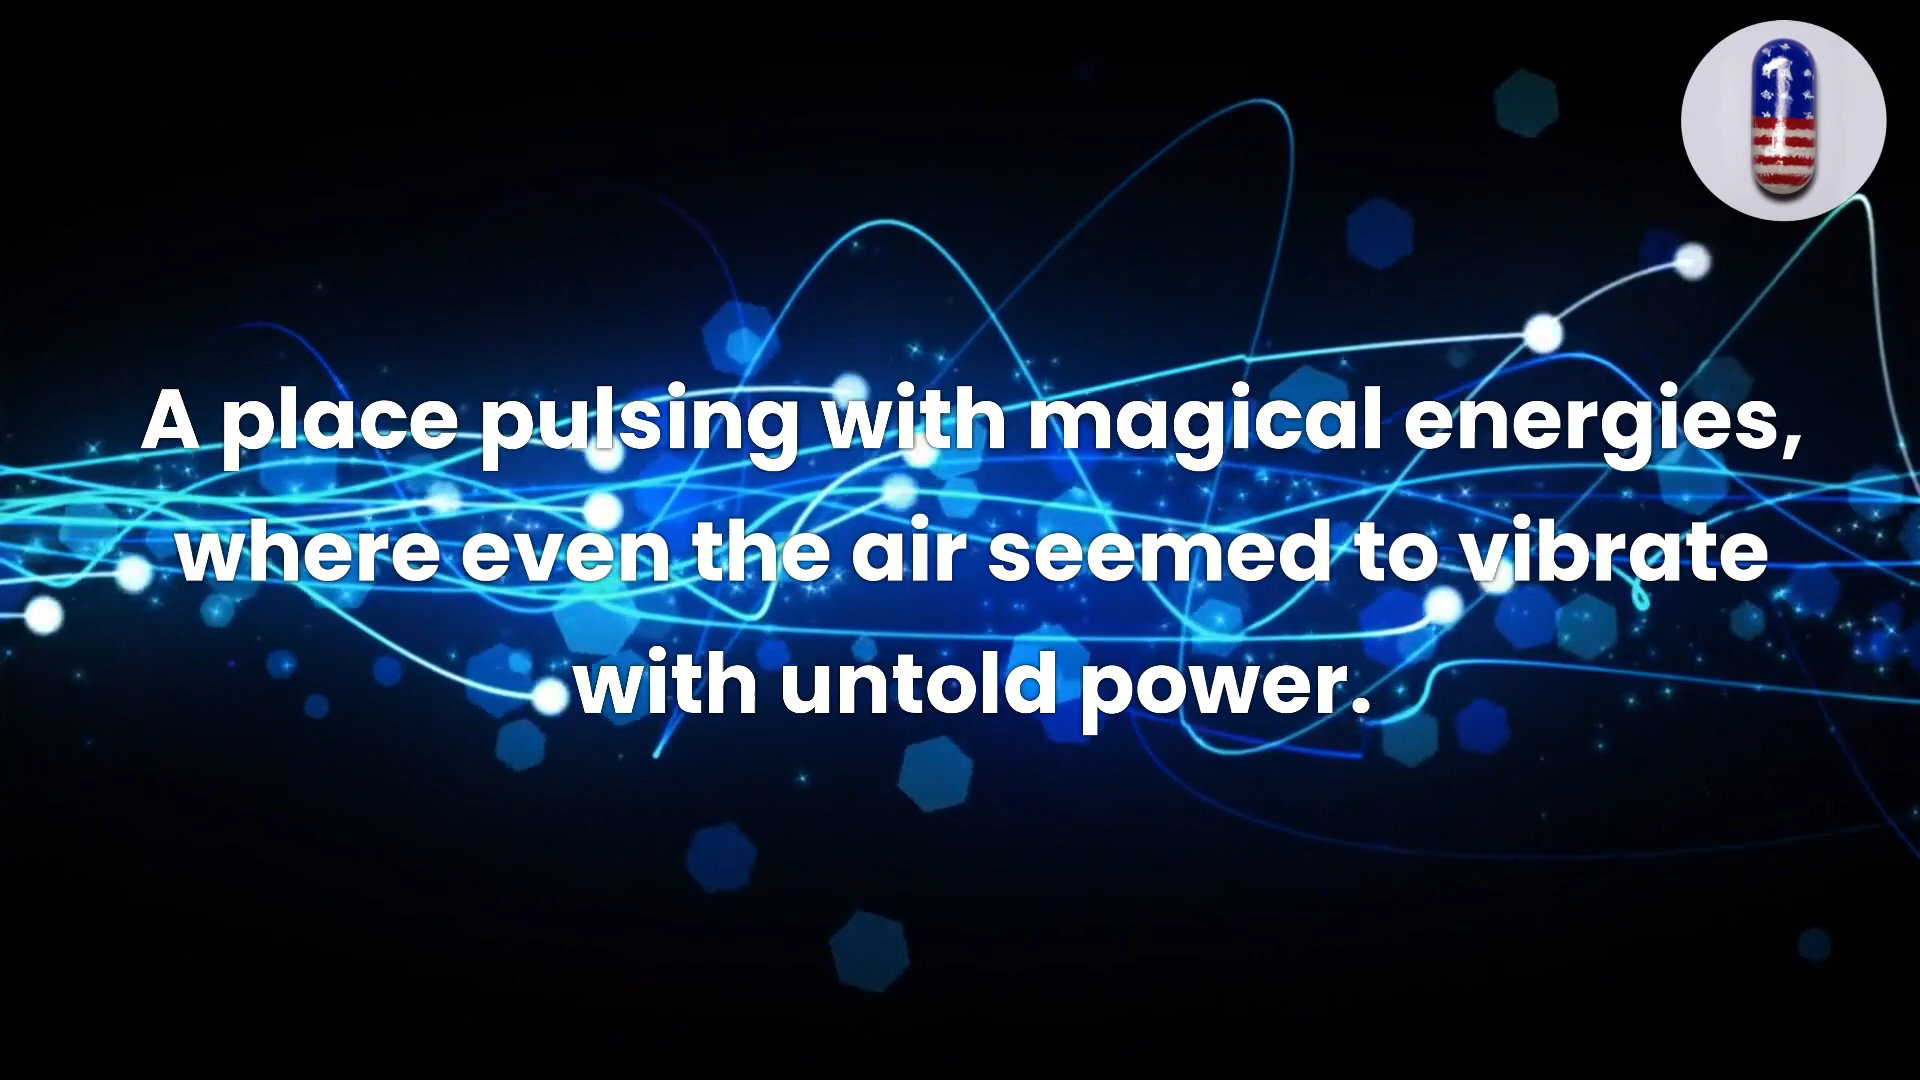 A place pulsing with magical energies,
where even the air seemed to vibrate
with untold power.